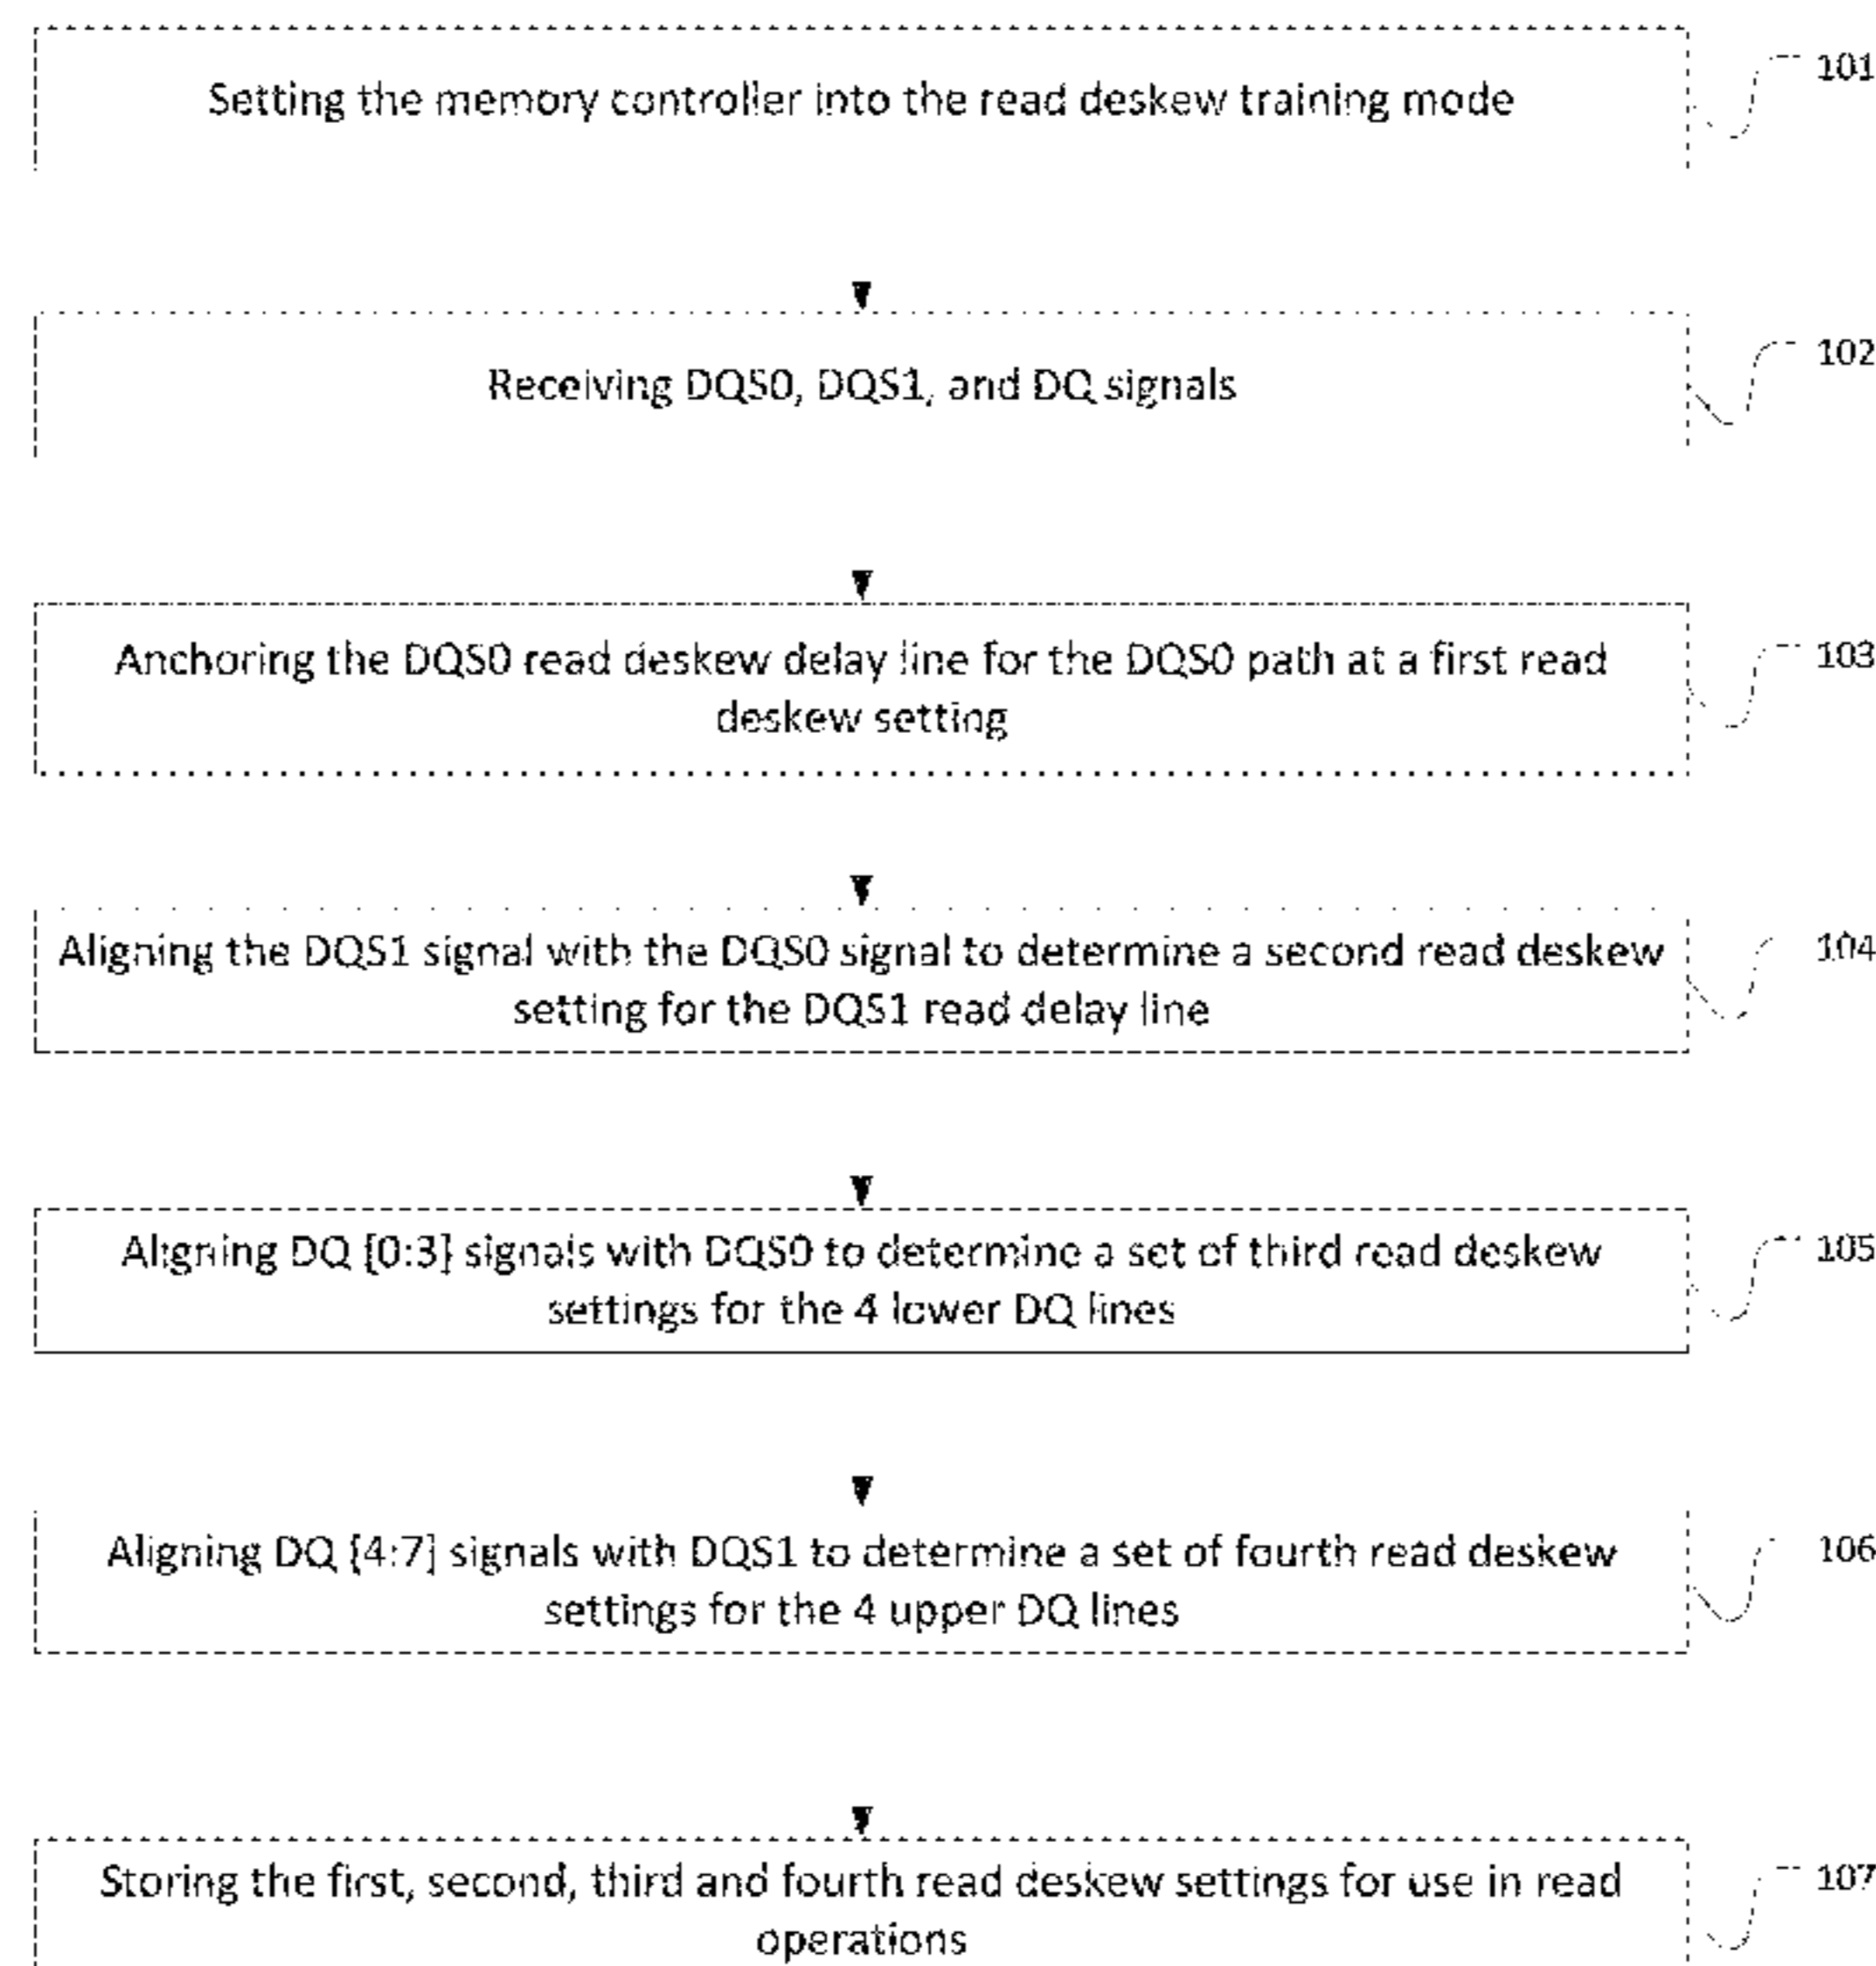 Setting the memory controller into the read deskew training mode
101
Receiving DQS0, DQS1, and DQ signals
102
Anchoring the DQS0 read deskew delay line for the DQS0 path at a first read
deskew setting
103
Aligning the DQS1 signal with the DQS0 signal to determine a second read deskew
setting for the DQS1 read delay line
104
Aligning DQ [0:3] signals with DQS0 to determine a set of third read deskew
settings for the 4 lower DQ lines
105
Aligning DQ [4:7] signals with DQS1 to determine a set of fourth read deskew
settings for the 4 upper DQ lines
106
Storing the first, second, third and fourth read deskew settings for use in read
operations
107